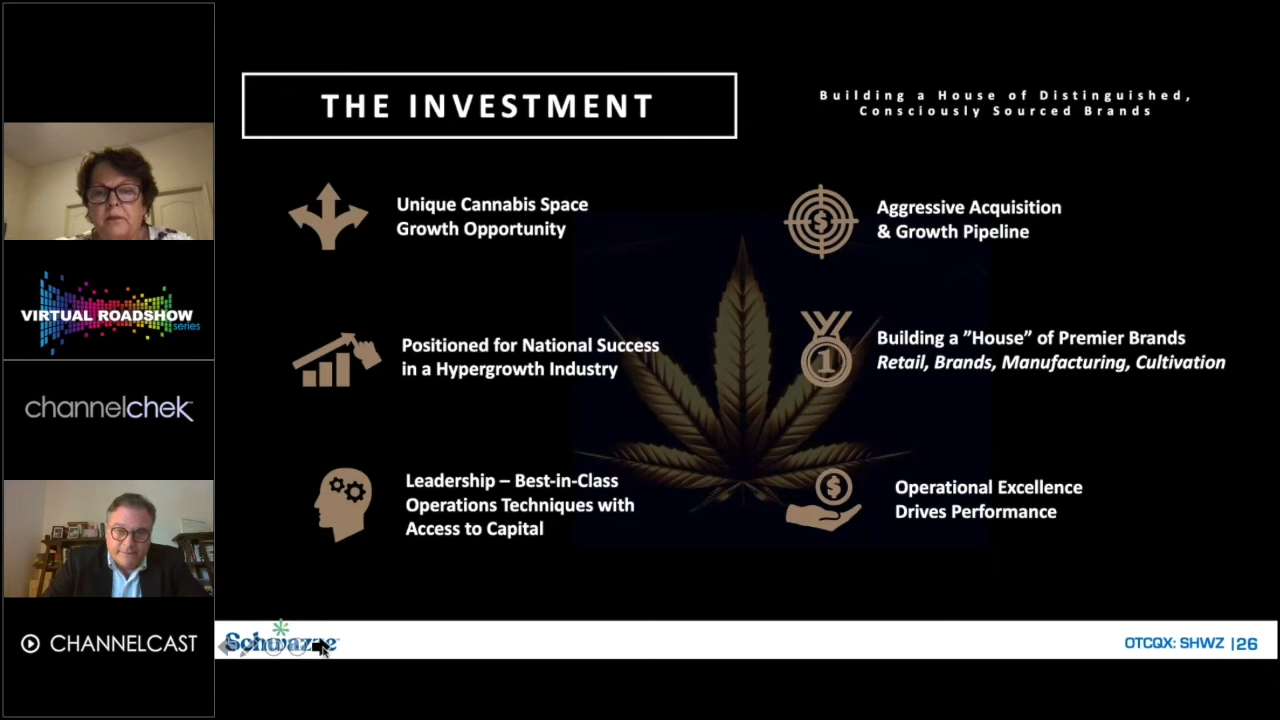 THE INVESTMENT
Building a House of Distinguished,
Consciously Sourced Brands
Unique Cannabis Space
Growth Opportunity
Aggressive Acquisition
& Growth Pipeline
Positioned for National Success
in a Hypergrowth Industry
Building a ”House” of Premier Brands
Retail, Brands, Manufacturing, Cultivation
1
Leadership – Best-in-Class
Operations Techniques with
Access to Capital
Operational Excellence
Drives Performance
$
$
VIRTUAL ROADSHOW
series
channelchek
CHANNELCAST
OTCQX: SHWZ |26